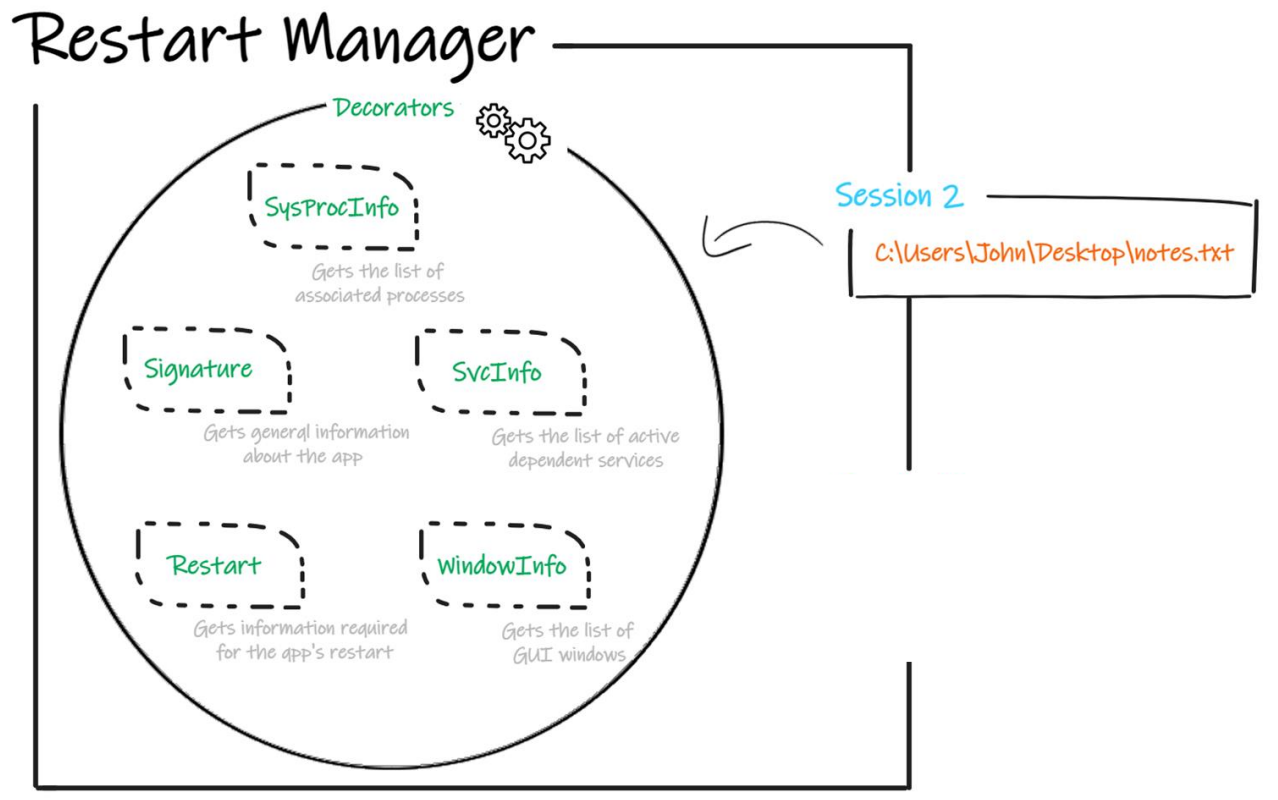 Restart Manager
Decorators
SysProcInfo
Gets the list of
associated processes
Session 2
C:\Users\John\Desktop\notes.txt
Signature
Gets general information
about the app
SvcInfo
Gets the list of active
dependent services
Restart
Gets information required
for the app's restart
WindowInfo
Gets the list of
GUI windows